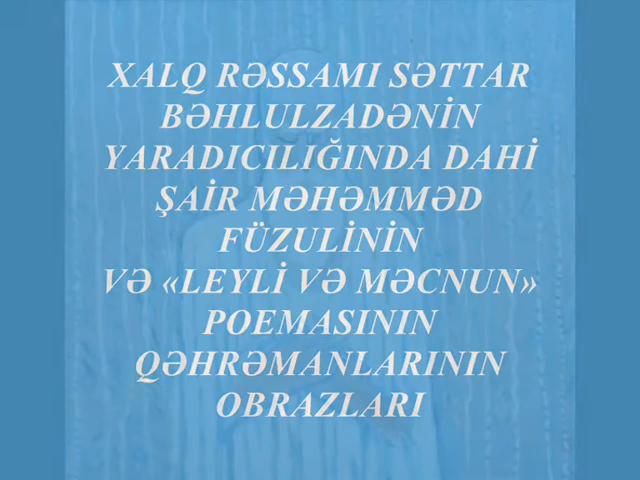 XALQ RƏSSAMI SƏTTAR
BƏHLULZADƏNİN
YARADICILIĞINDA DAHİ
ŞAİR MƏHƏMMƏD
FÜZULİNİN
VƏ «LEYLİ VƏ MƏCNUN»
POEMASININ
QƏHRƏMANLARININ
OBRAZLARI